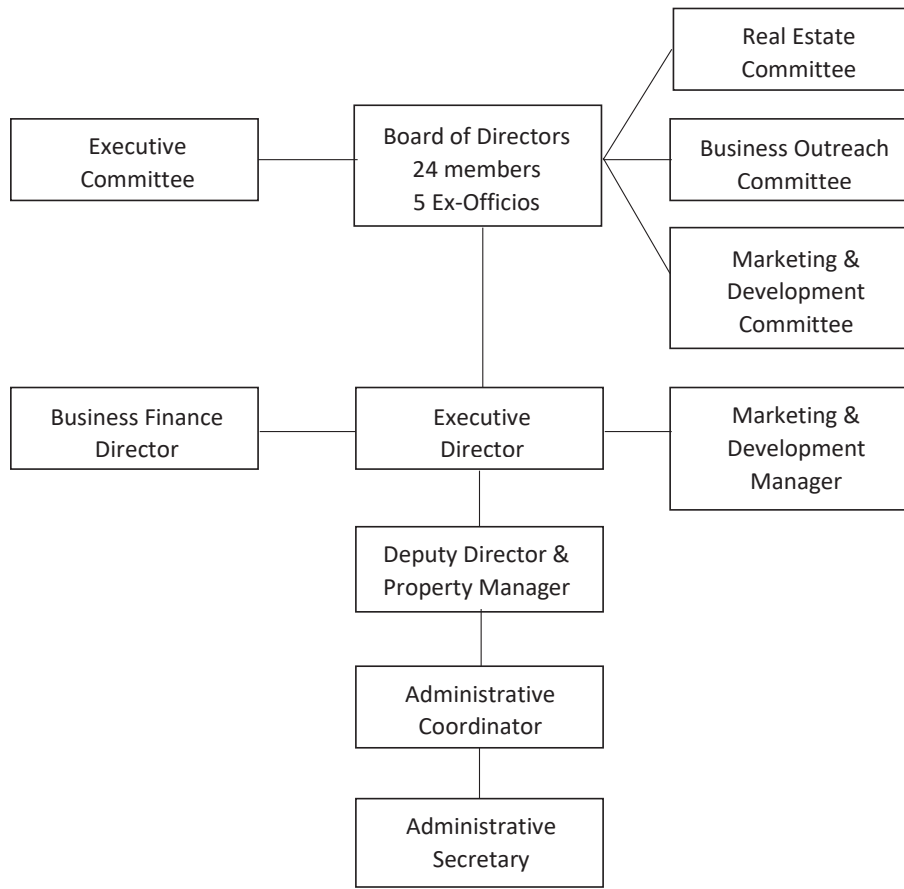 Real Estate
Committee
Executive
Committee
Board of Directors
24 members
5 Ex-Officios
Business Outreach
Committee
Marketing &
Development
Committee
Business Finance
Director
Executive
Director
Marketing &
Development
Manager
Deputy Director &
Property Manager
Administrative
Coordinator
Administrative
Secretary